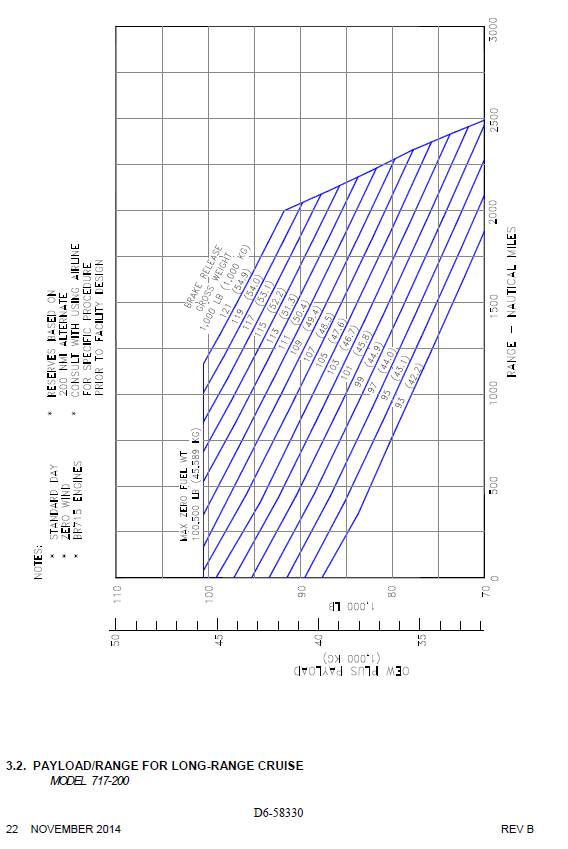 NOTES:
* STANDARD DAY
* ZERO WIND
* BR715 ENGINES
* RESERVES BASED ON
200 NMI ALTERNATE
* CONSULT WITH USING AIRLINE
FOR SPECIFIC PROCEDURE
PRIOR TO FACILITY DESIGN
OEW PLUS PAYLOAD
(1,000 KG)
1,000 LB
50
45
40
35
110
100
90
80
70
MAX ZERO FUEL WT
100,500 LB (45,589 KG)
BRAKE RELEASE
GROSS WEIGHT
1,000 LB (1,000 KG)
121 (54.9)
119 (54.0)
117 (53.1)
115 (52.2)
113 (51.3)
111 (50.4)
109 (49.4)
107 (48.5)
105 (47.6)
103 (46.7)
101 (45.8)
99 (44.9)
97 (44.0)
95 (43.1)
93 (42.2)
0
500
1000
1500
2000
2500
3000
RANGE – NAUTICAL MILES
3.2. PAYLOAD/RANGE FOR LONG-RANGE CRUISE
MODEL 717-200
D6-58330
22 NOVEMBER 2014
REV B